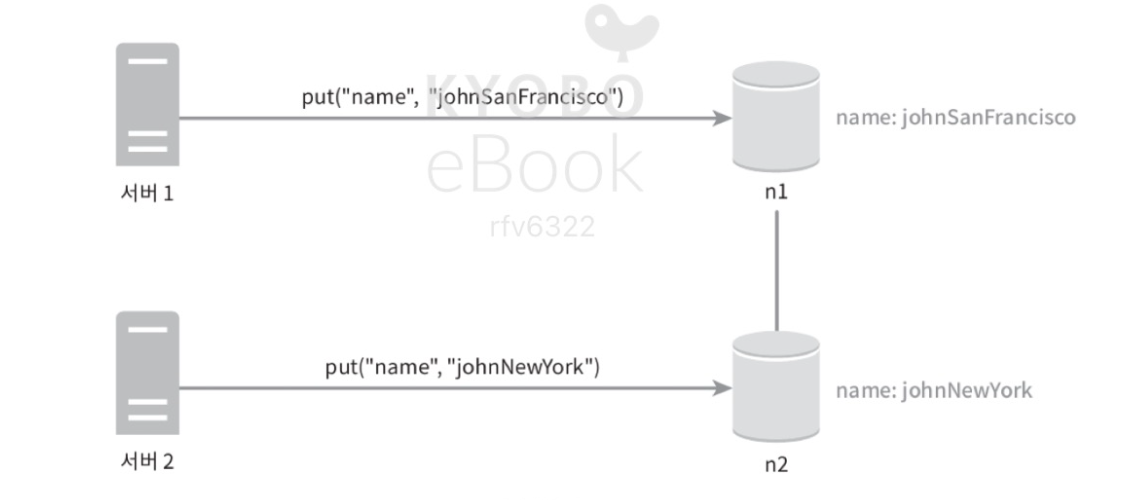 KYOBO
eBook
rfv6322
put("name", "johnSanFrancisco")
name: johnSanFrancisco
서버 1
n1
put("name", "johnNewYork")
name: johnNewYork
서버 2
n2